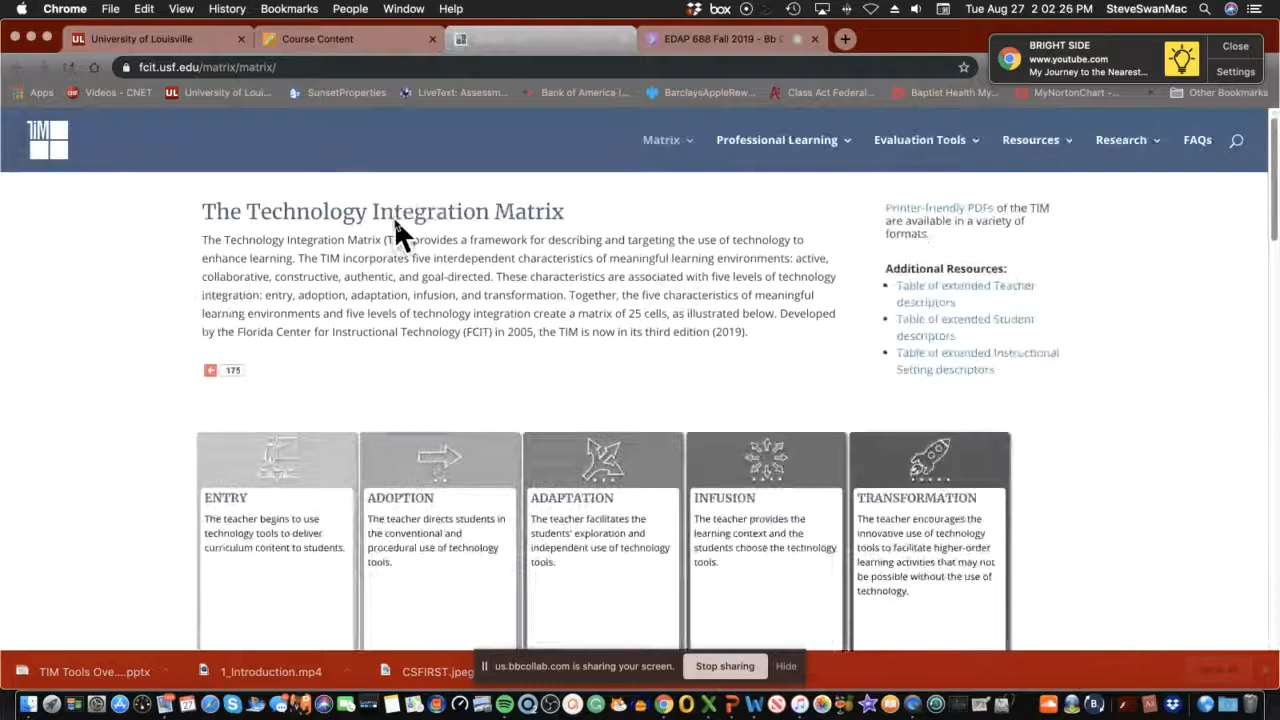 Chrome File Edit View History Bookmarks People Window Help box Tue Aug 27 2:02:26 PM SteveSwanMac
UL University of Louisville × Course Content × EDAP 688 Fall 2019 - Bb C ×
BRIGHT SIDE
www.youtube.com
My Journey to the Nearest...
Close
Settings
fcit.usf.edu/matrix/matrix/
Apps Videos - CNET UL University of Loui... SunsetProperties LiveText: Assessm... Bank of America |... BarclaysAppleRew... Class Act Federal... Baptist Health My... MyNortonChart -... Other Bookmarks
TiM Matrix Professional Learning Evaluation Tools Resources Research FAQs
The Technology Integration Matrix
The Technology Integration Matrix provides a framework for describing and targeting the use of technology to
enhance learning. The TIM incorporates five interdependent characteristics of meaningful learning environments: active,
collaborative, constructive, authentic, and goal-directed. These characteristics are associated with five levels of technology
integration: entry, adoption, adaptation, infusion, and transformation. Together, the five characteristics of meaningful
learning environments and five levels of technology integration create a matrix of 25 cells, as illustrated below. Developed
by the Florida Center for Instructional Technology (FCIT) in 2005, the TIM is now in its third edition (2019).
175
Printer-friendly PDFs of the TIM
are available in a variety of
formats.
Additional Resources:
Table of extended Teacher
descriptors
Table of extended Student
descriptors
Table of extended Instructional
Setting descriptors
ENTRY
The teacher begins to use
technology tools to deliver
curriculum content to students.
ADOPTION
The teacher directs students in
the conventional and
procedural use of technology
tools.
ADAPTATION
The teacher facilitates the
students' exploration and
independent use of technology
tools.
INFUSION
The teacher provides the
learning context and the
students choose the technology
tools.
TRANSFORMATION
The teacher encourages the
innovative use of technology
tools to facilitate higher-order
learning activities that may not
be possible without the use of
technology.
TIM Tools Ove....pptx 1_Introduction.mp4 CSFIRST.jpeg
us.bbcollab.com is sharing your screen. Stop sharing Hide